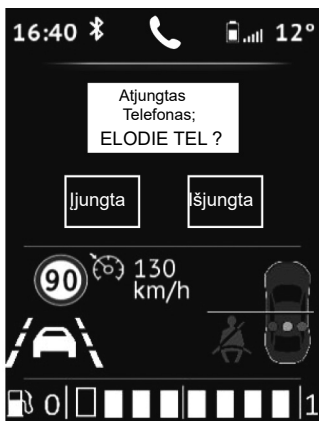 16:40 12°
Atjungtas
Telefonas;
ELODIE TEL ?
Įjungta Išjungta
90 130
km/h
0 1